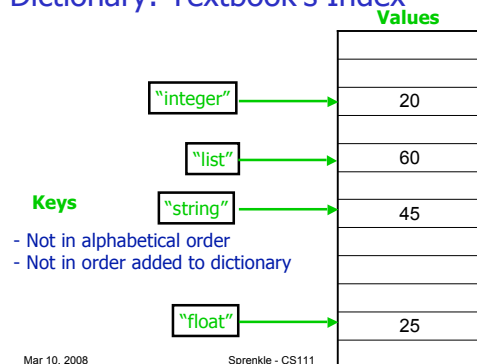 Dictionary: Textbook's Index
Values
"integer"
20
"list"
60
Keys
"string"
45
- Not in alphabetical order
- Not in order added to dictionary
"float"
25
Mar 10, 2008
Sprenkle - CS111